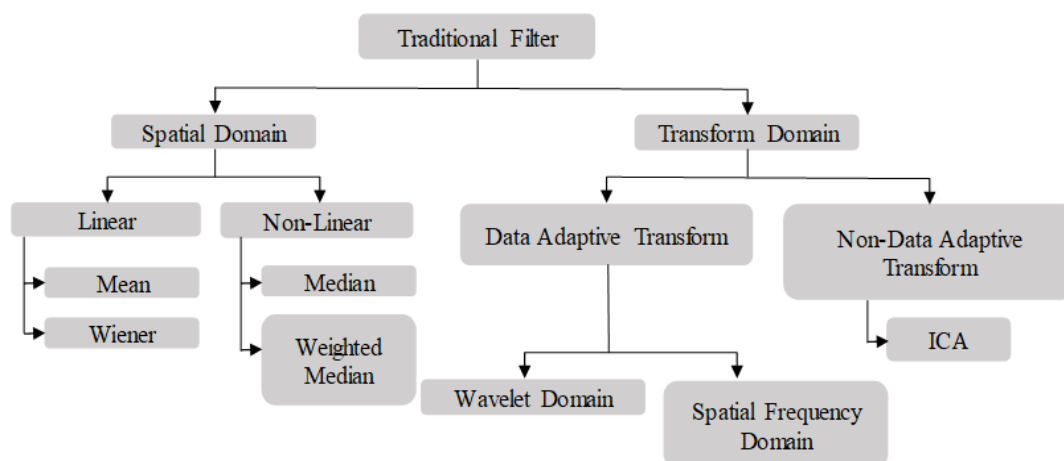 Traditional Filter
Spatial Domain
Transform Domain
Linear
Non-Linear
Data Adaptive Transform
Non-Data Adaptive
Transform
Mean
Median
Wiener
Weighted
Median
ICA
Wavelet Domain
Spatial Frequency
Domain